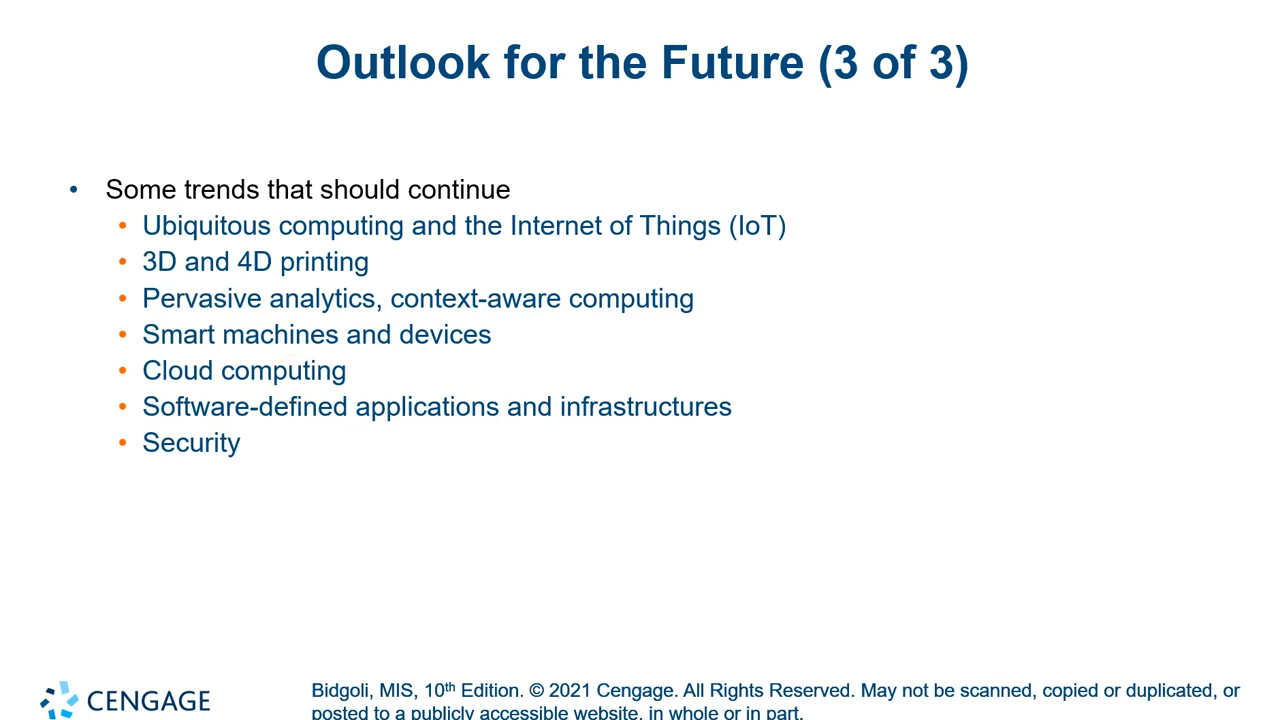 Outlook for the Future (3 of 3)
• Some trends that should continue
• Ubiquitous computing and the Internet of Things (IoT)
• 3D and 4D printing
• Pervasive analytics, context-aware computing
• Smart machines and devices
• Cloud computing
• Software-defined applications and infrastructures
• Security
CENGAGE
Bidgoli, MIS, 10th Edition. © 2021 Cengage. All Rights Reserved. May not be scanned, copied or duplicated, or
posted to a publicly accessible website, in whole or in part.